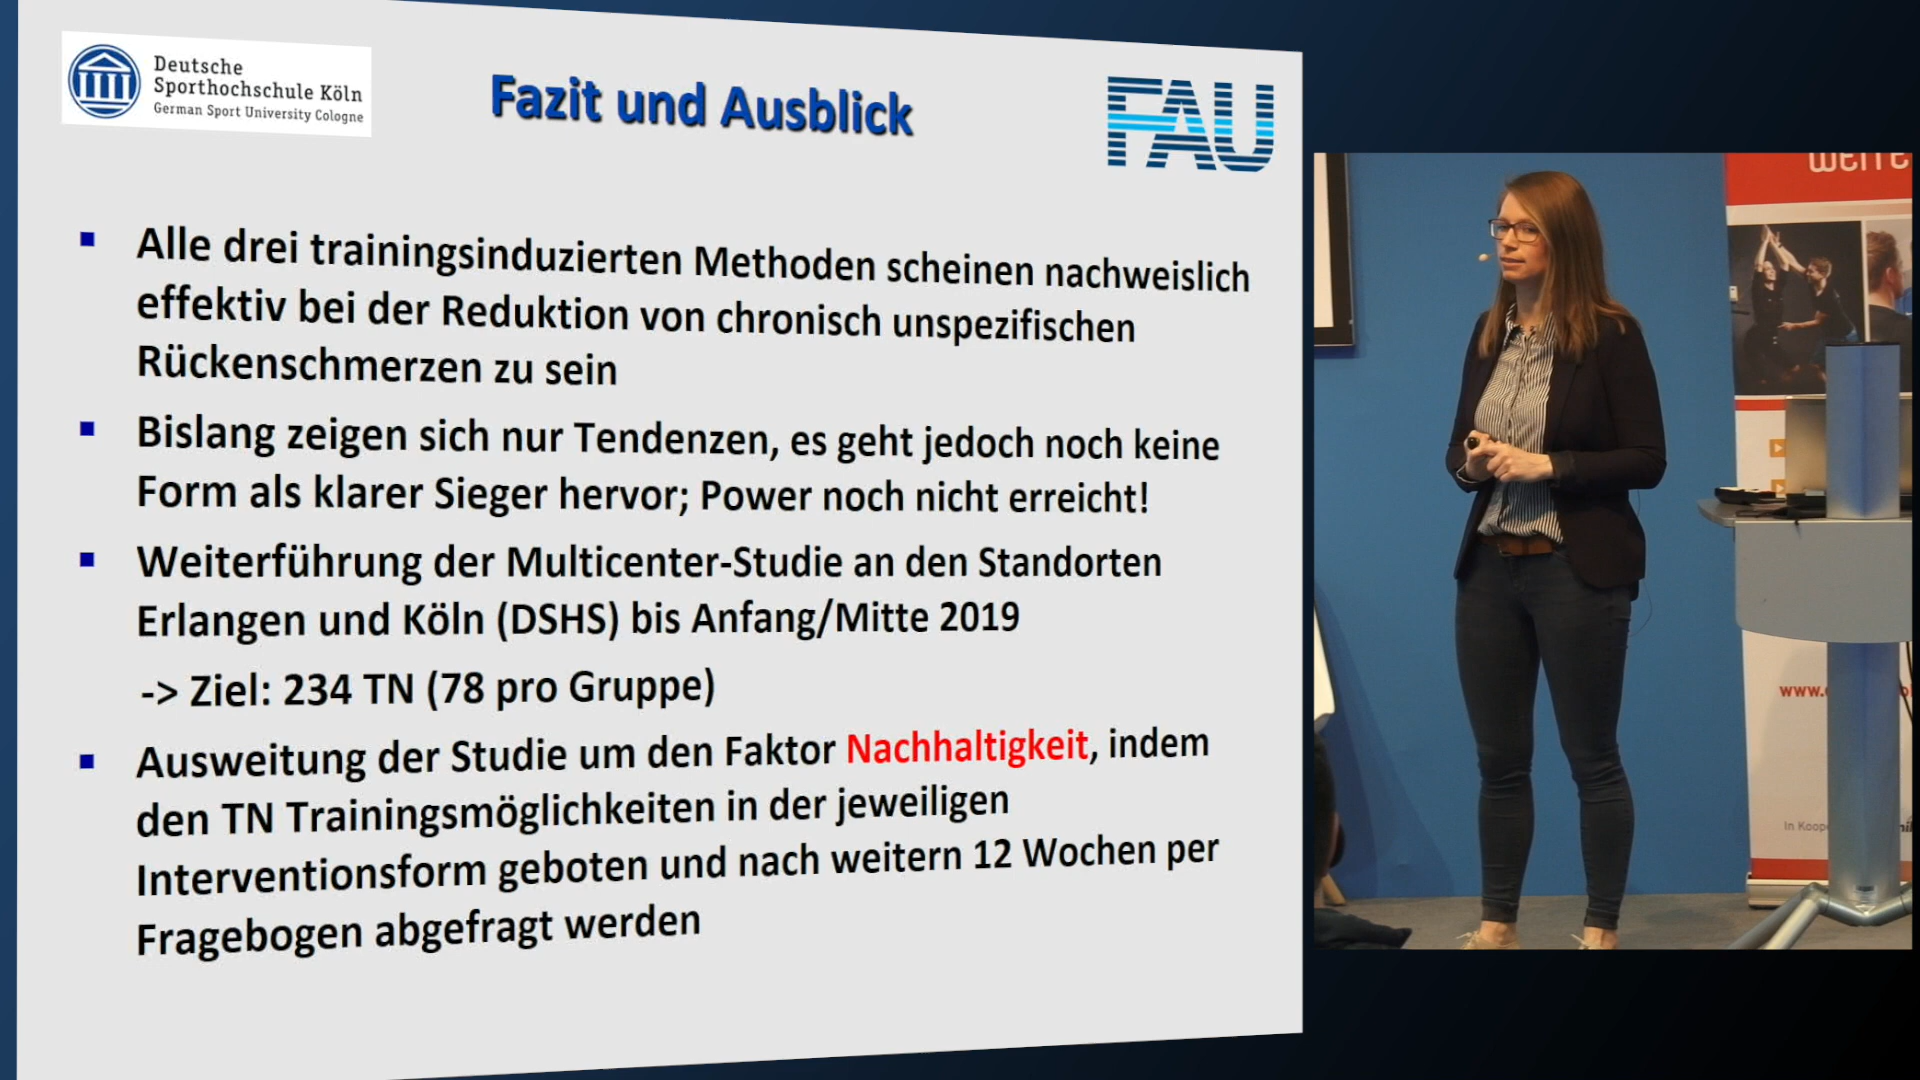 Deutsche
Sporthochschule Köln
German Sport University Cologne
Fazit und Ausblick
FAU
▪ Alle drei trainingsinduzierten Methoden scheinen nachweislich
effektiv bei der Reduktion von chronisch unspezifischen
Rückenschmerzen zu sein
▪ Bislang zeigen sich nur Tendenzen, es geht jedoch noch keine
Form als klarer Sieger hervor; Power noch nicht erreicht!
▪ Weiterführung der Multicenter-Studie an den Standorten
Erlangen und Köln (DSHS) bis Anfang/Mitte 2019
-> Ziel: 234 TN (78 pro Gruppe)
▪ Ausweitung der Studie um den Faktor Nachhaltigkeit, indem
den TN Trainingsmöglichkeiten in der jeweiligen
Interventionsform geboten und nach weitern 12 Wochen per
Fragebogen abgefragt werden
www.
In Koop